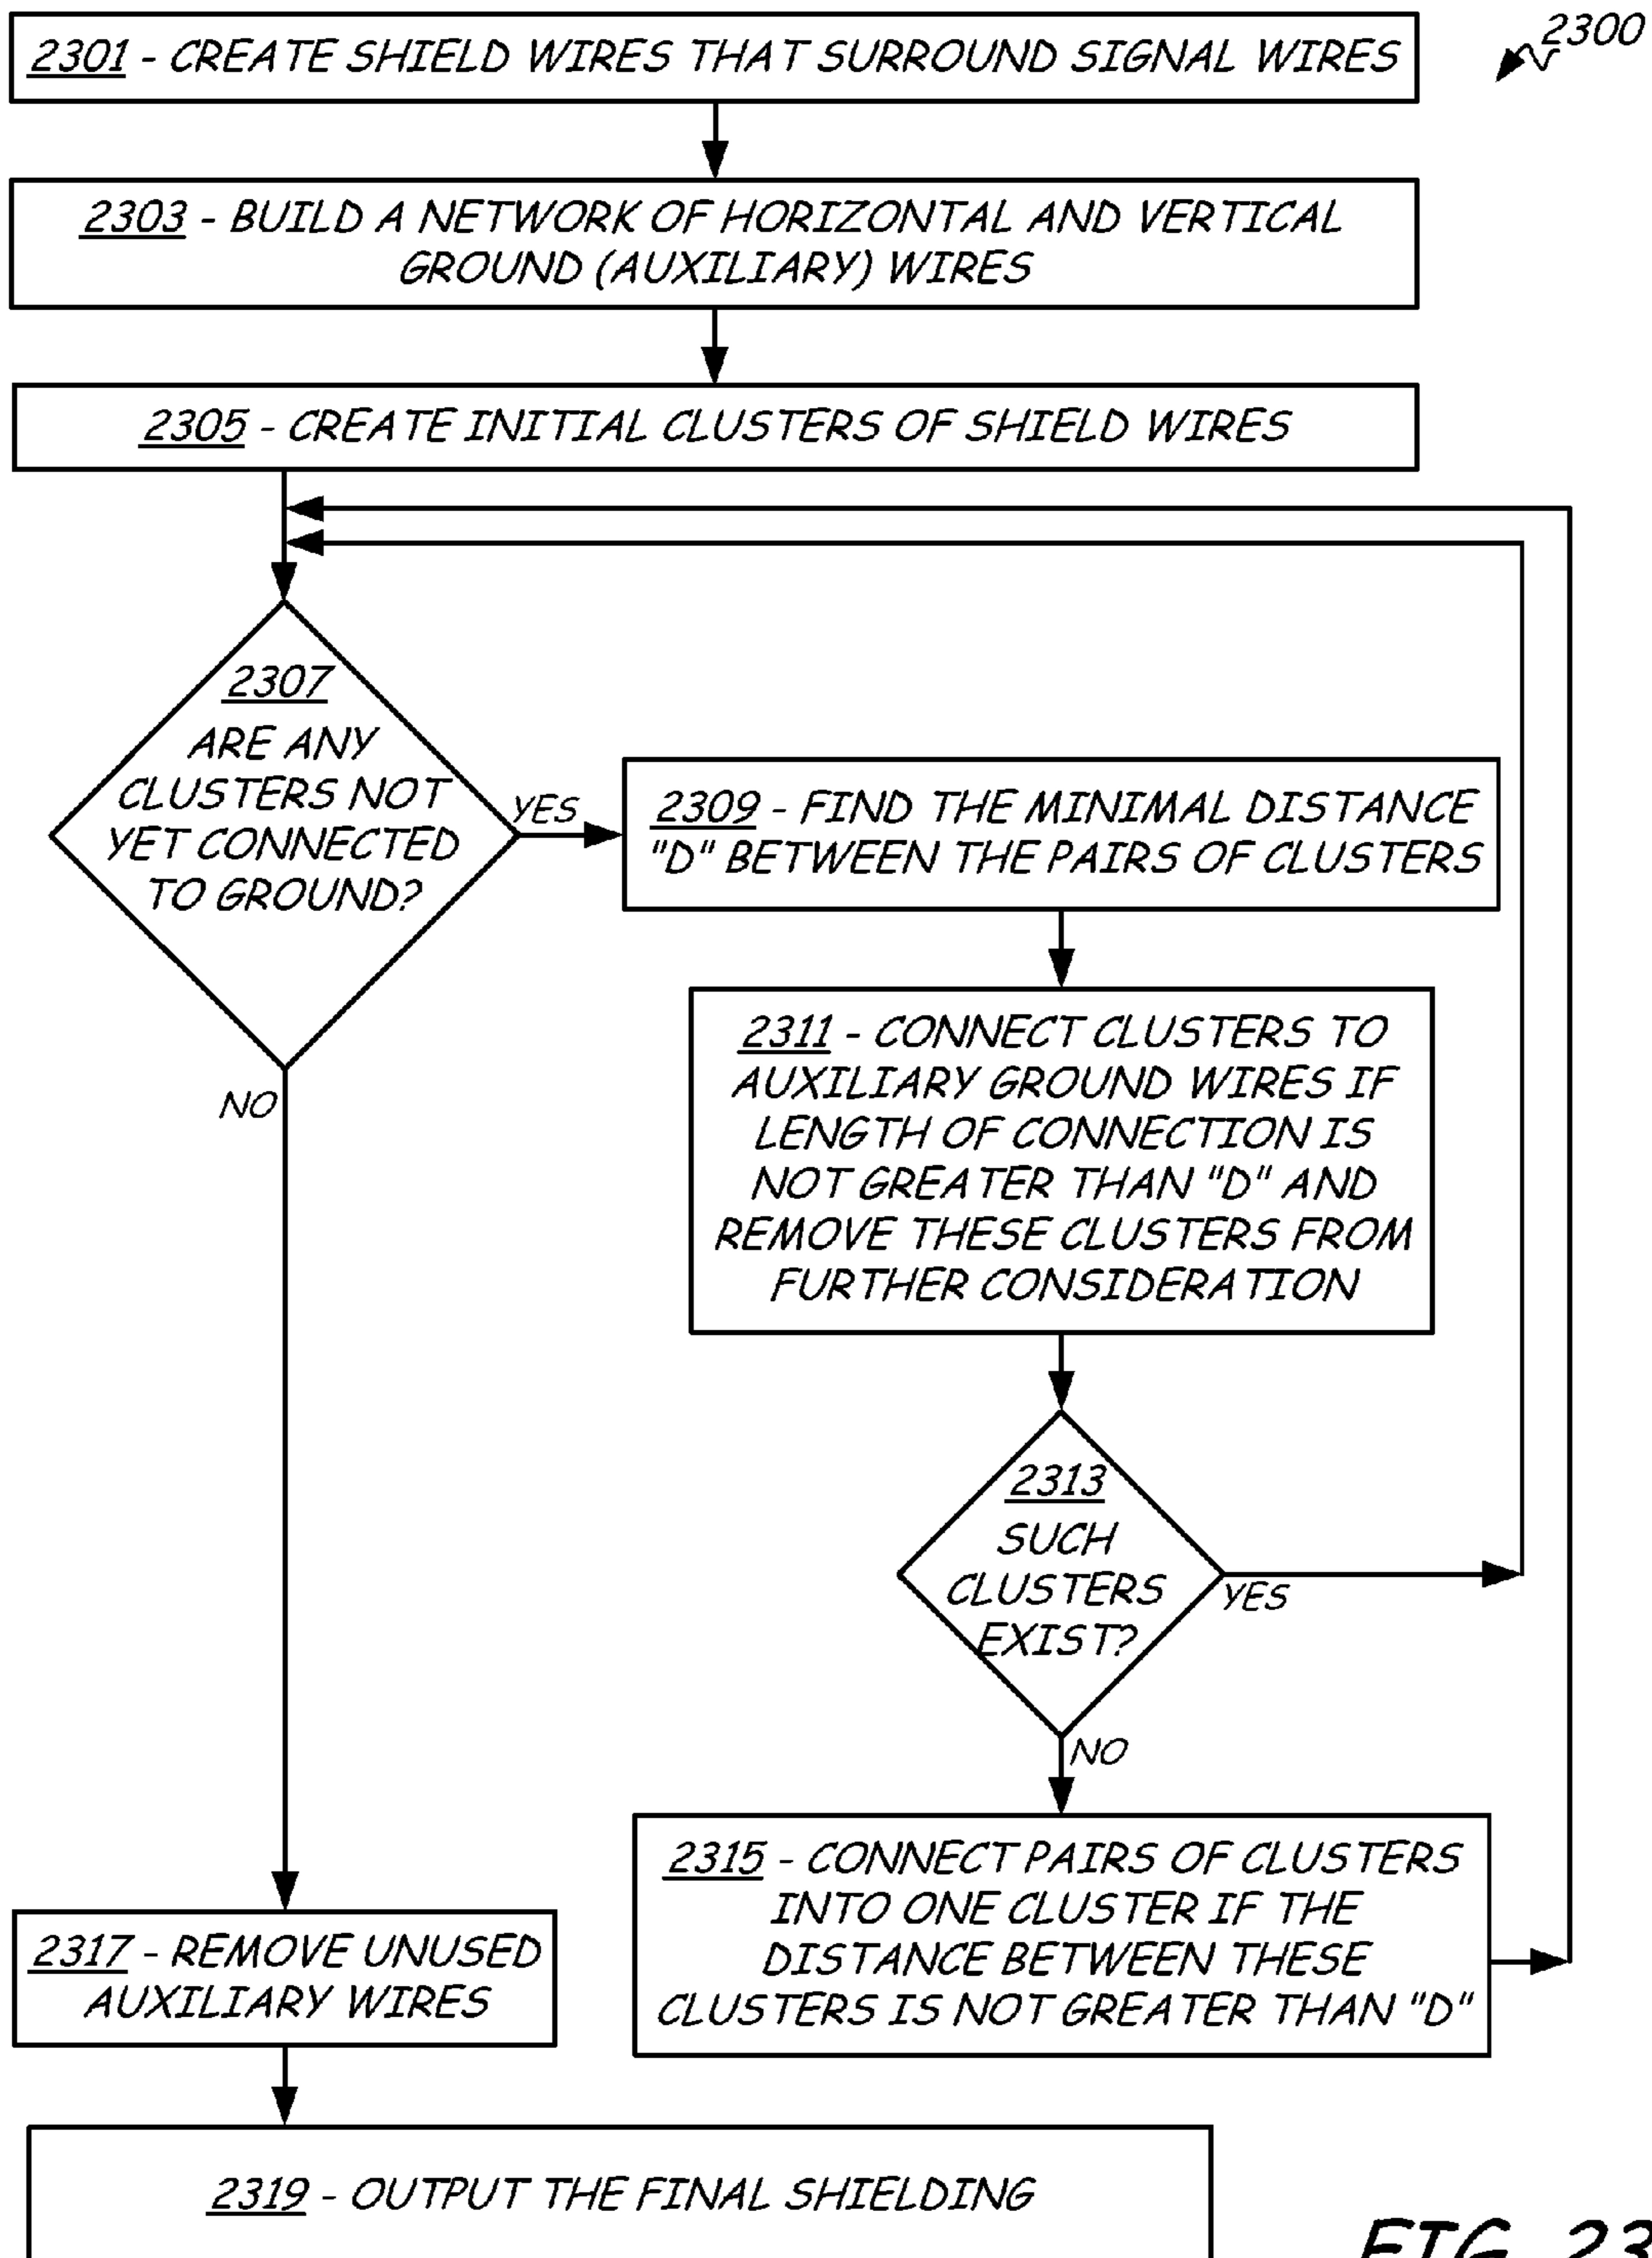 2300
2301 - CREATE SHIELD WIRES THAT SURROUND SIGNAL WIRES
2303 - BUILD A NETWORK OF HORIZONTAL AND VERTICAL
GROUND (AUXILIARY) WIRES
2305 - CREATE INITIAL CLUSTERS OF SHIELD WIRES
2307
ARE ANY
CLUSTERS NOT
YET CONNECTED
TO GROUND?
YES
NO
2309 - FIND THE MINIMAL DISTANCE
"D" BETWEEN THE PAIRS OF CLUSTERS
2311 - CONNECT CLUSTERS TO
AUXILIARY GROUND WIRES IF
LENGTH OF CONNECTION IS
NOT GREATER THAN "D" AND
REMOVE THESE CLUSTERS FROM
FURTHER CONSIDERATION
2313
SUCH
CLUSTERS
EXIST?
YES
NO
2315 - CONNECT PAIRS OF CLUSTERS
INTO ONE CLUSTER IF THE
DISTANCE BETWEEN THESE
CLUSTERS IS NOT GREATER THAN "D"
2317 - REMOVE UNUSED
AUXILIARY WIRES
2319 - OUTPUT THE FINAL SHIELDING
FIG. 23